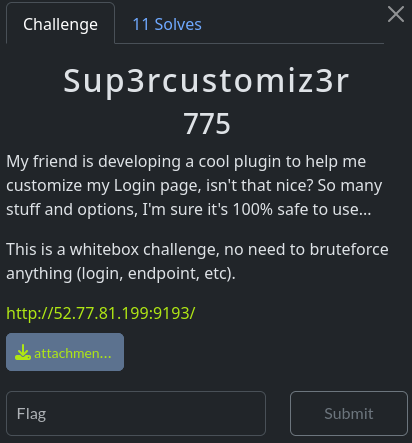 Challenge
11 Solves
Sup3rcustomiz3r
775
My friend is developing a cool plugin to help me
customize my Login page, isn't that nice? So many
stuff and options, I'm sure it's 100% safe to use...
This is a whitebox challenge, no need to bruteforce
anything (login, endpoint, etc).
http://52.77.81.199:9193/
attachmen...
Flag
Submit